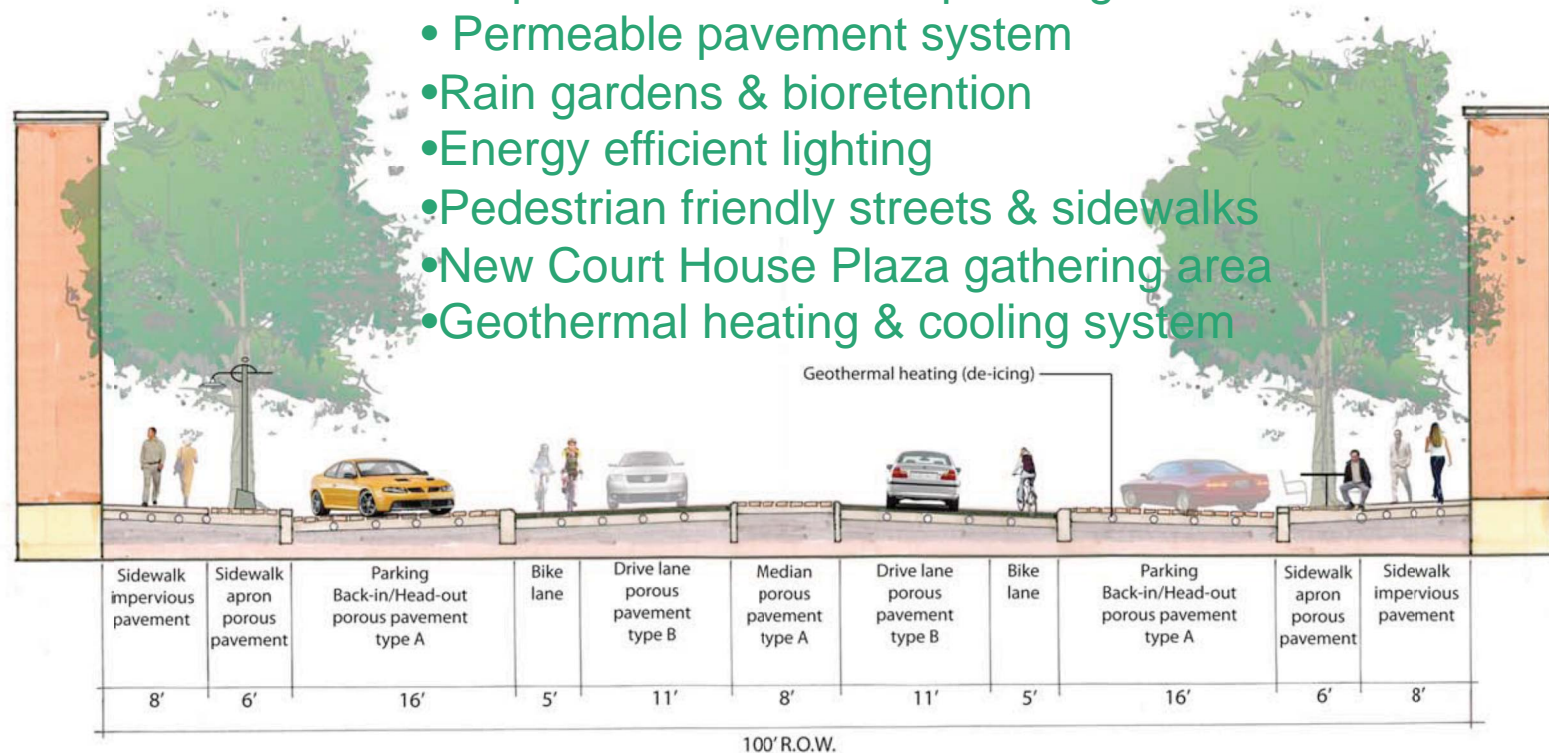 • Permeable pavement system
•Rain gardens & bioretention
•Energy efficient lighting
•Pedestrian friendly streets & sidewalks
•New Court House Plaza gathering area
•Geothermal heating & cooling system
Geothermal heating (de-icing)
Sidewalk
impervious
pavement
Sidewalk
apron
porous
pavement
Parking
Back-in/Head-out
porous pavement
type A
Bike
lane
Drive lane
porous
pavement
type B
Median
porous
pavement
type A
Drive lane
porous
pavement
type B
Bike
lane
Parking
Back-in/Head-out
porous pavement
type A
Sidewalk
apron
porous
pavement
Sidewalk
impervious
pavement
8′ 6′ 16′ 5′ 11′ 8′ 11′ 5′ 16′ 6′ 8′
100′ R.O.W.